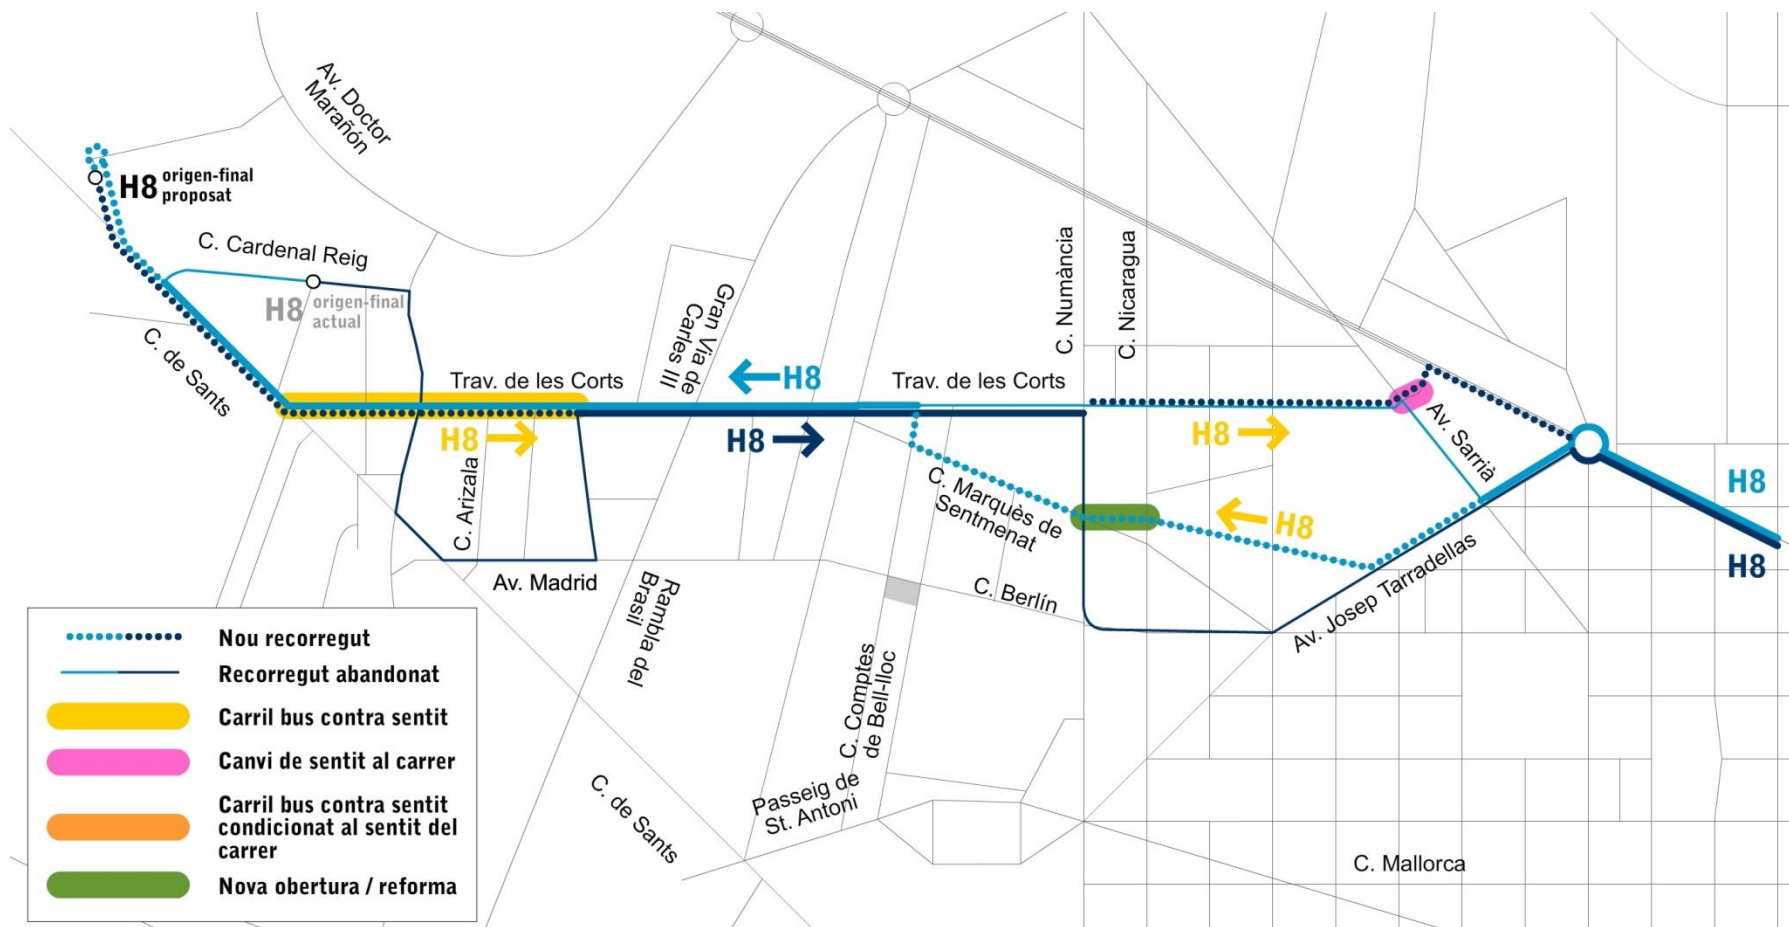 Av. Doctor
Marañón
H8 origen-final
proposat
C. Cardenal Reig
H8 origen-final
actual
C. de Sants
Trav. de les Corts
H8
C. Arizala
Av. Madrid
Gran Via de
Carles III
H8
H8
Rambla del
Brasil
Trav. de les Corts
C. Numància
C. Nicaragua
H8
Av. Sarrià
C. Marquès de
Sentmenat
H8
C. Berlín
Av. Josep Tarradellas
H8
H8
C. Comptes
de Bell-lloc
Passeig de
St. Antoni
C. de Sants
C. Mallorca
Nou recorregut
Recorregut abandonat
Carril bus contra sentit
Canvi de sentit al carrer
Carril bus contra sentit
condicionat al sentit del
carrer
Nova obertura / reforma